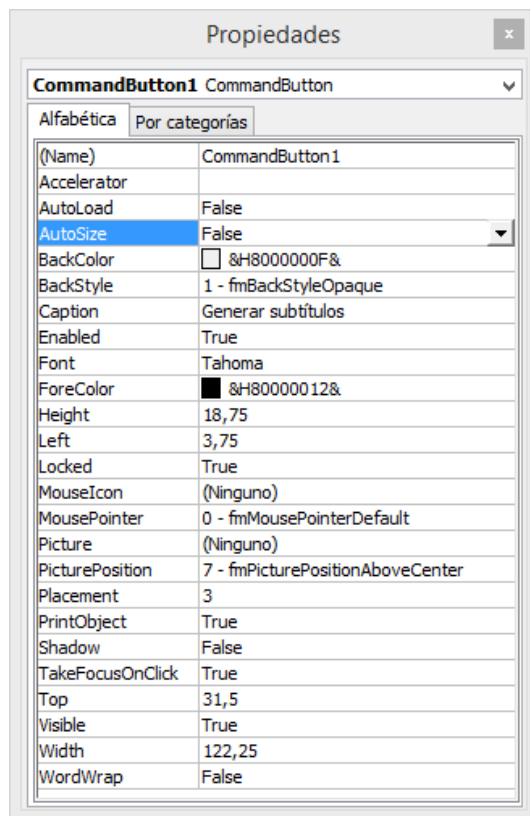 Propiedades x
CommandButton1 CommandButton
Alfabética Por categorías
(Name) CommandButton1
Accelerator
AutoLoad False
AutoSize False
BackColor &H8000000F&
BackStyle 1 - fmBackStyleOpaque
Caption Generar subtítulos
Enabled True
Font Tahoma
ForeColor &H80000012&
Height 18,75
Left 3,75
Locked True
MouseIcon (Ninguno)
MousePointer 0 - fmMousePointerDefault
Picture (Ninguno)
PicturePosition 7 - fmPicturePositionAboveCenter
Placement 3
PrintObject True
Shadow False
TakeFocusOnClick True
Top 31,5
Visible True
Width 122,25
WordWrap False